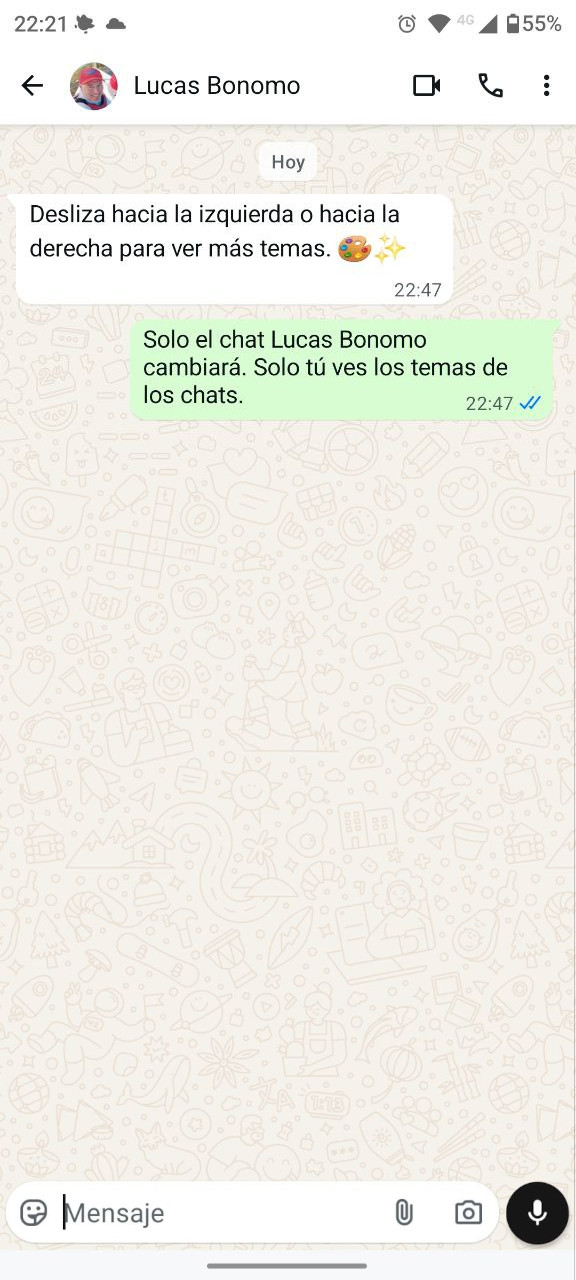 22:21 4G 55%
Lucas Bonomo
Hoy
Desliza hacia la izquierda o hacia la
derecha para ver más temas. 🎨✨
22:47
Solo el chat Lucas Bonomo
cambiará. Solo tú ves los temas de
los chats.
22:47
Mensaje